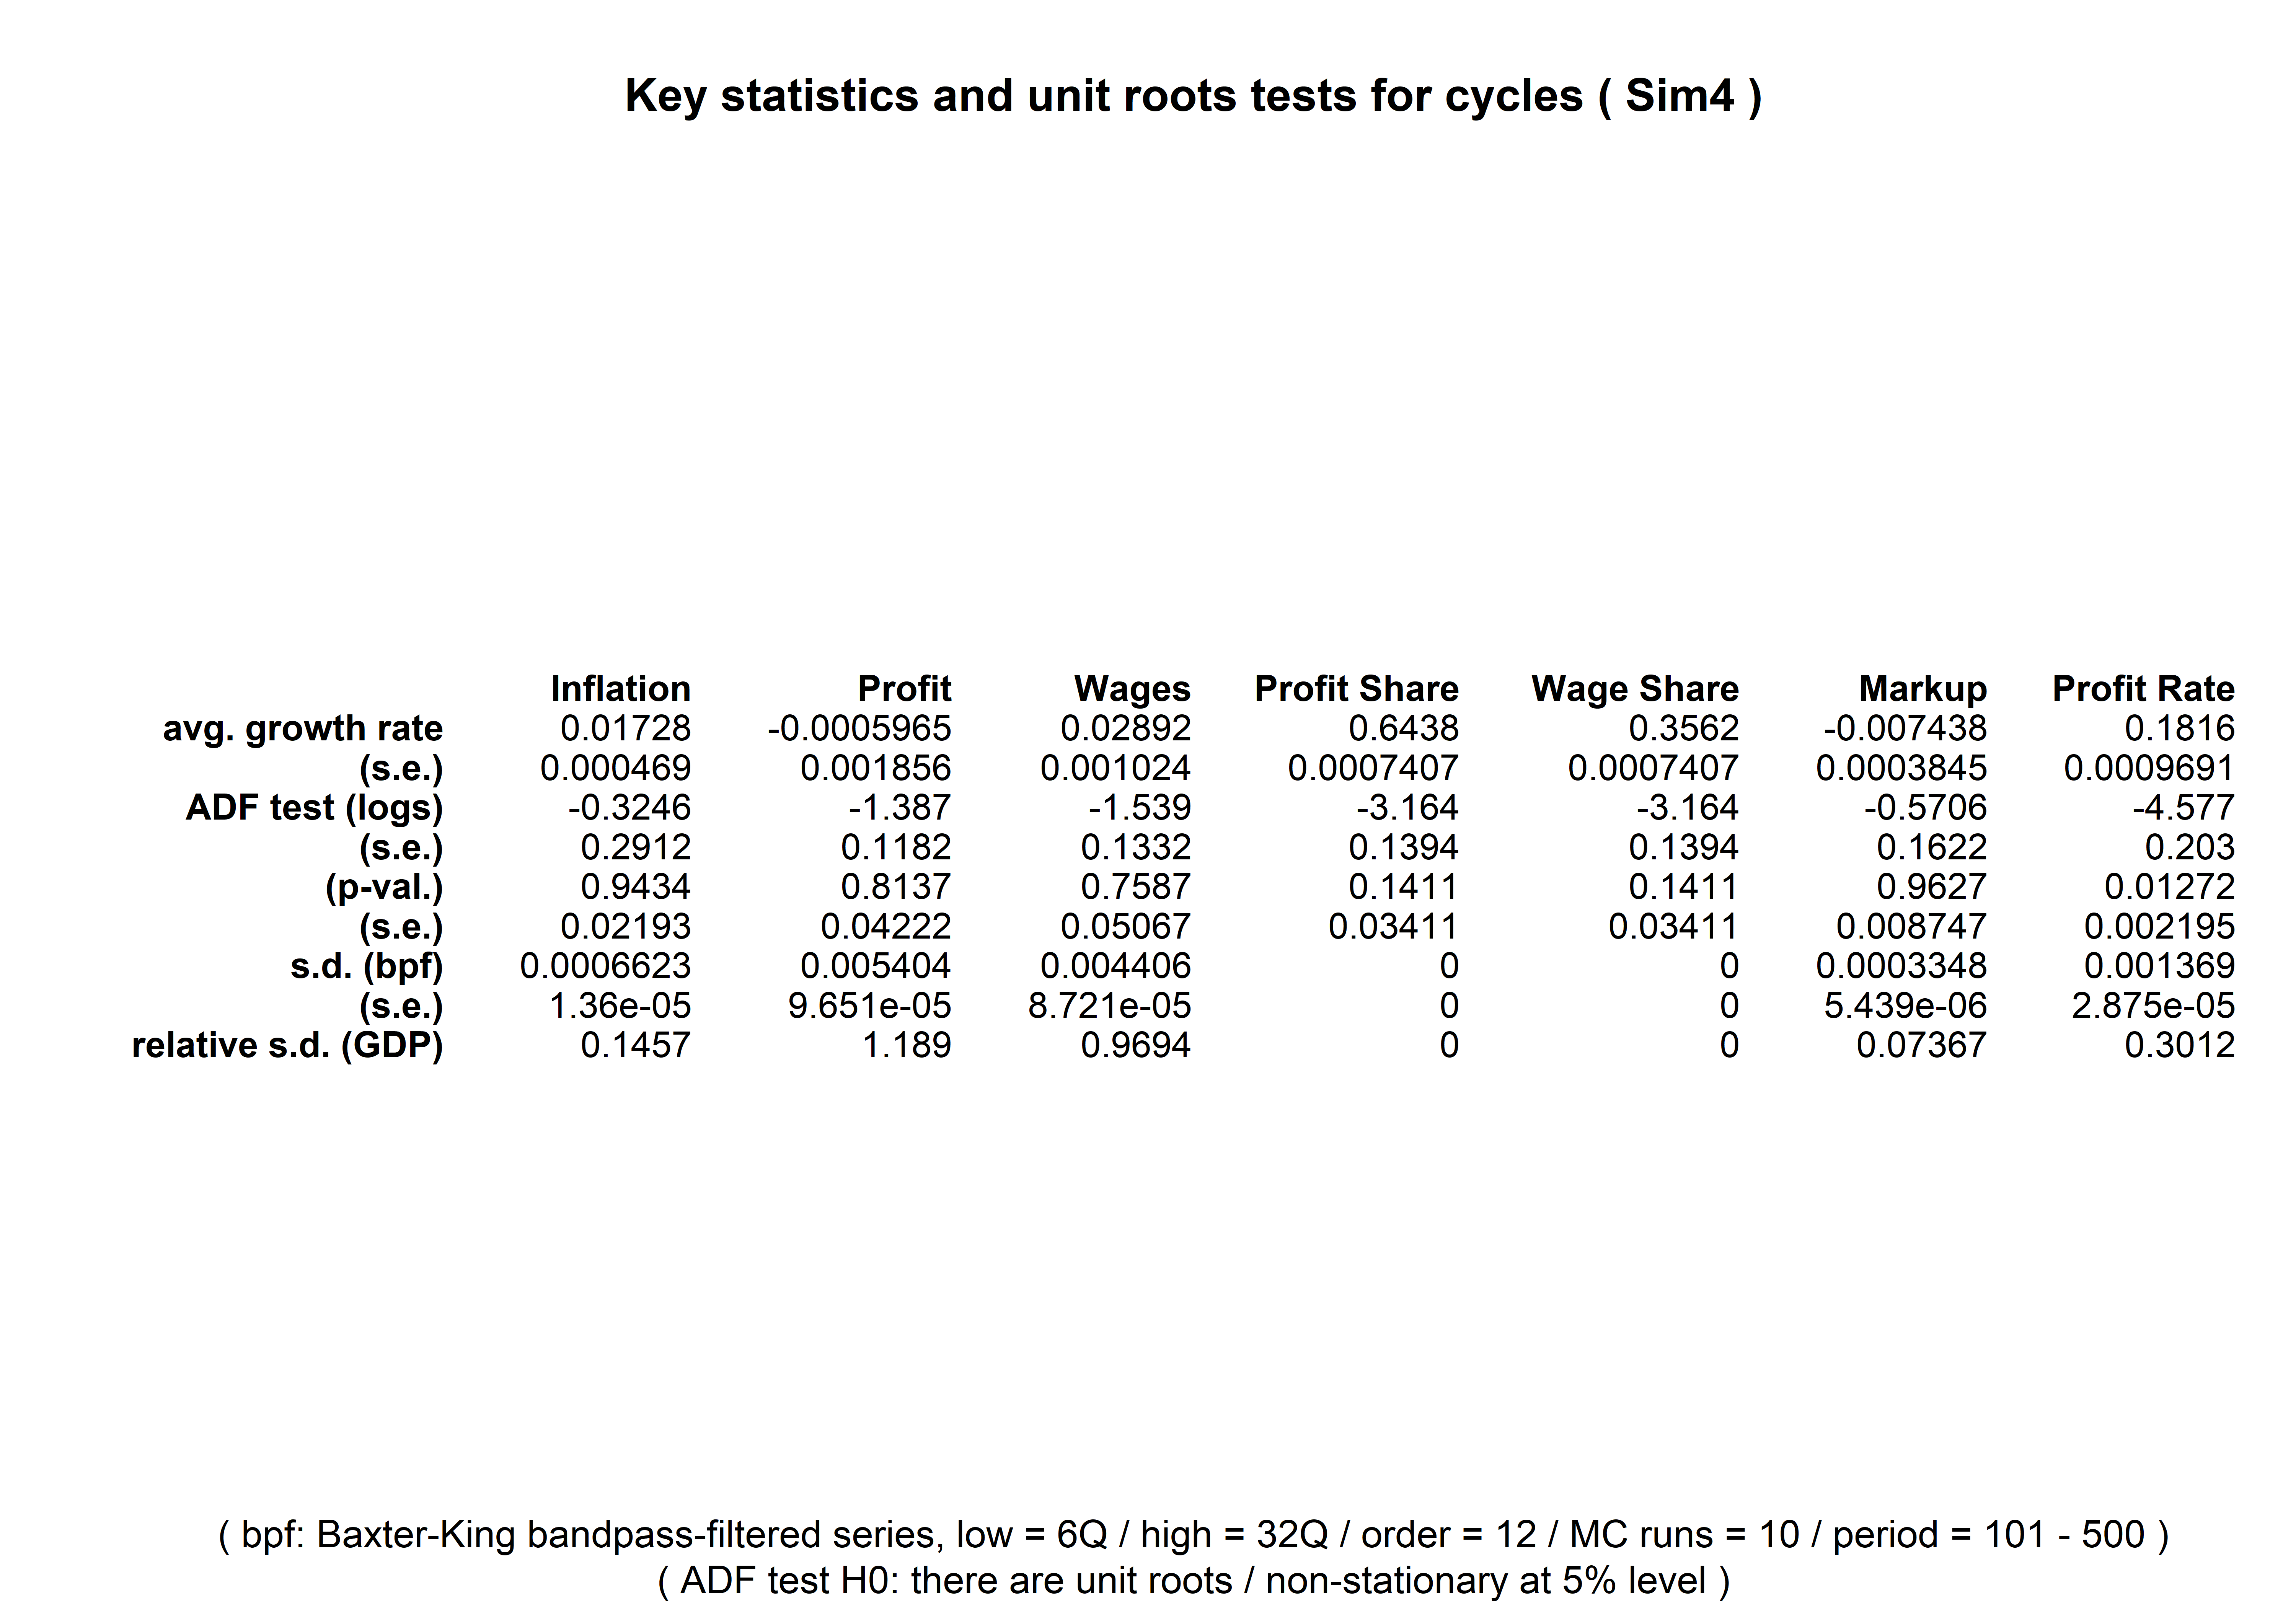 Key statistics and unit roots tests for cycles ( Sim4 )
Inflation Profit Wages Profit Share Wage Share Markup Profit Rate
avg. growth rate 0.01728 -0.0005965 0.02892 0.6438 0.3562 -0.007438 0.1816
(s.e.) 0.000469 0.001856 0.001024 0.0007407 0.0007407 0.0003845 0.0009691
ADF test (logs) -0.3246 -1.387 -1.539 -3.164 -3.164 -0.5706 -4.577
(s.e.) 0.2912 0.1182 0.1332 0.1394 0.1394 0.1622 0.203
(p-val.) 0.9434 0.8137 0.7587 0.1411 0.1411 0.9627 0.01272
(s.e.) 0.02193 0.04222 0.05067 0.03411 0.03411 0.008747 0.002195
s.d. (bpf) 0.0006623 0.005404 0.004406 0 0 0.0003348 0.001369
(s.e.) 1.36e-05 9.651e-05 8.721e-05 0 0 5.439e-06 2.875e-05
relative s.d. (GDP) 0.1457 1.189 0.9694 0 0 0.07367 0.3012
( bpf: Baxter-King bandpass-filtered series, low = 6Q / high = 32Q / order = 12 / MC runs = 10 / period = 101 - 500 )
( ADF test H0: there are unit roots / non-stationary at 5% level )